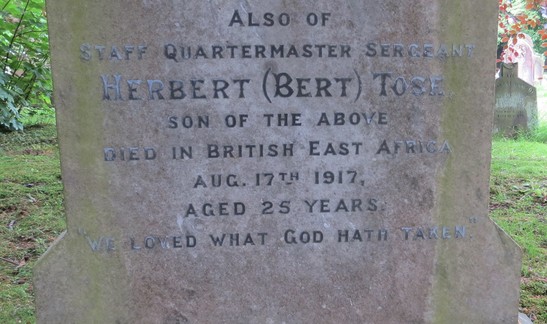 ALSO OF
STAFF QUARTERMASTER SERGEANT
HERBERT (BERT) TOSH
SON OF THE ABOVE
DIED IN BRITISH EAST AFRICA
AUG. 17TH 1917,
AGED 25 YEARS.
"WE LOVED WHAT GOD HATH TAKEN."